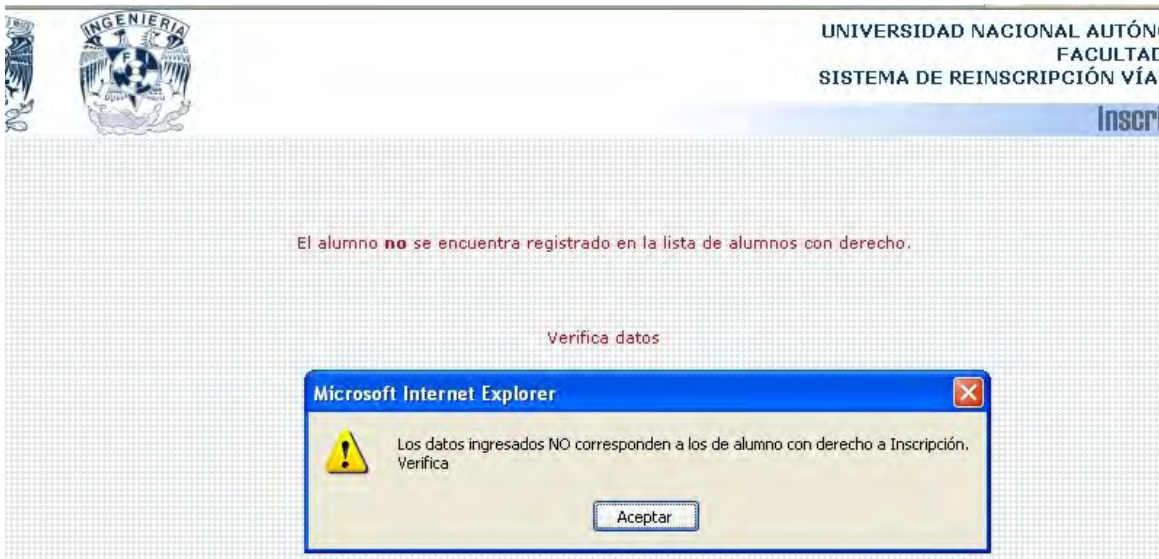 INGENIERIA
UNIVERSIDAD NACIONAL AUTÓN
FACULTAD
SISTEMA DE REINSCRIPCIÓN VÍA
Inscri
El alumno no se encuentra registrado en la lista de alumnos con derecho.
Verifica datos
Microsoft Internet Explorer
Los datos ingresados NO corresponden a los de alumno con derecho a Inscripción.
Verifica
Aceptar